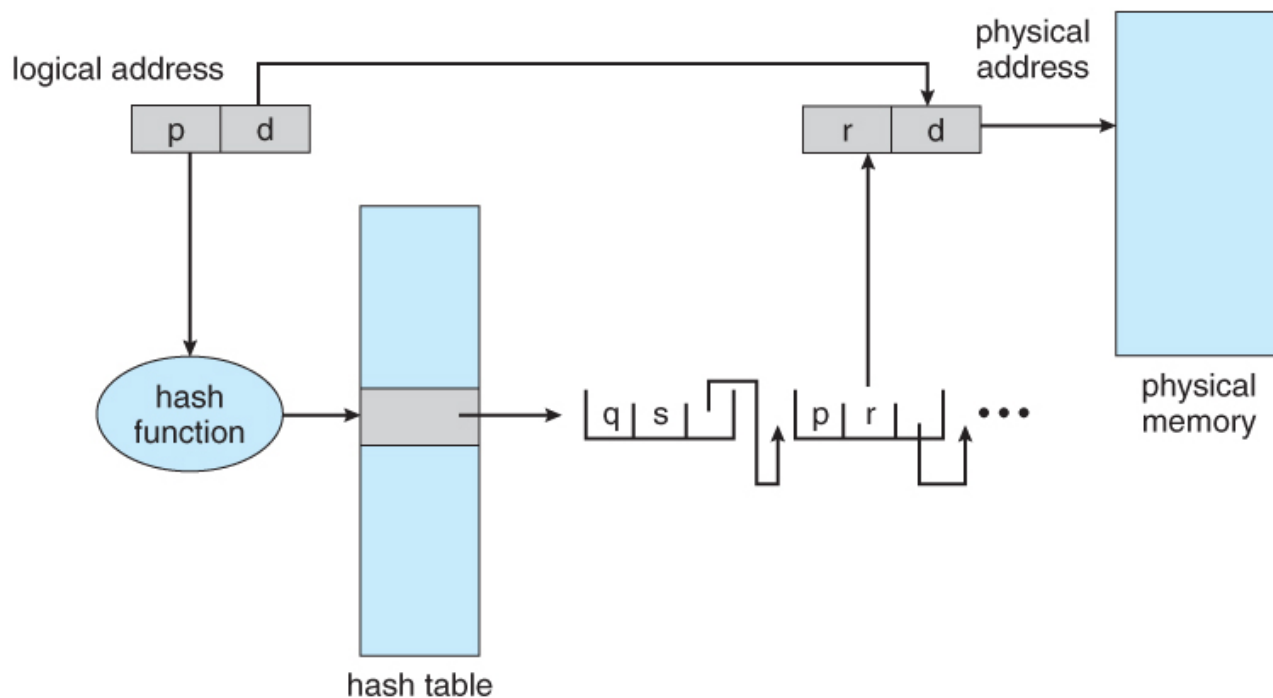 logical address
physical
address
p d
r d
hash
function
q s
p r
•••
physical
memory
hash table